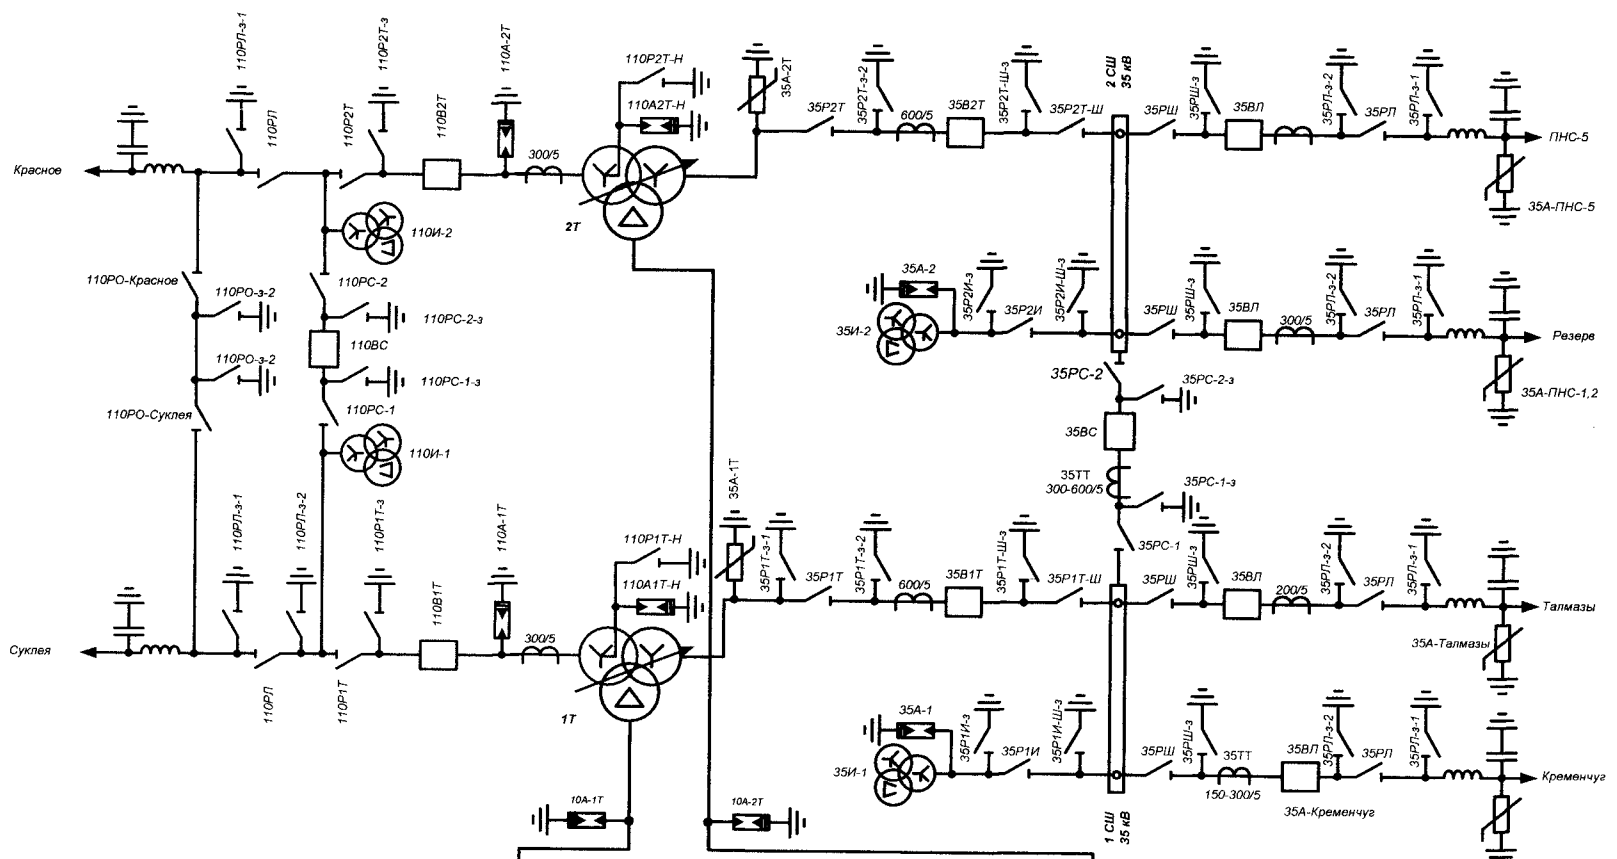 110РЛ-з-1
110Р2Т-з
110А-2Т
110Р2Т-Н
35А-2Т
35Р2Т-з-2
35Р2Т-Ш-з
2 СШ
35 кВ
35РШ-з
35РЛ-з-2
35РЛ-з-1
110РЛ
110Р2Т
110В2Т
110А2Т-Н
35Р2Т
600/5
35В2Т
35Р2Т-Ш
35РШ
35ВЛ
35РЛ
ПНС-5
Красное
300/5
2Т
35А-ПНС-5
110И-2
110РО-Красное
110РС-2
110РО-з-2
110РС-2-з
110ВС
110РО-з-2
110РС-1-з
110РО-Суклея
110РС-1
110И-1
35А-2
35И-2
35Р2И-з
35Р2И
35Р2И-Ш-з
35РШ
35РШ-з
35ВЛ
300/5
35РЛ-з-2
35РЛ
35РЛ-з-1
Резерв
35А-ПНС-1,2
35РС-2
35РС-2-з
35ВС
35ТТ
300-600/5
35РС-1-з
35РС-1
110РЛ-з-1
110РЛ-з-2
110Р1Т-з
110А-1Т
110Р1Т-Н
110А1Т-Н
35А-1Т
35Р1Т-з-1
35Р1Т
35Р1Т-з-2
600/5
35В1Т
35Р1Т-Ш-з
35Р1Т-Ш
35РШ
35РШ-з
35ВЛ
200/5
35РЛ-з-2
35РЛ
35РЛ-з-1
Талмазы
35А-Талмазы
Суклея
110РЛ
110Р1Т
110В1Т
300/5
1Т
35А-1
35И-1
35Р1И-з
35Р1И
35Р1И-Ш-з
35РШ
35РШ-з
35ТТ
150-300/5
35ВЛ
35РЛ-з-2
35РЛ
35РЛ-з-1
Кременчуг
35А-Кременчуг
10А-1Т
10А-2Т
1 СШ
35 кВ